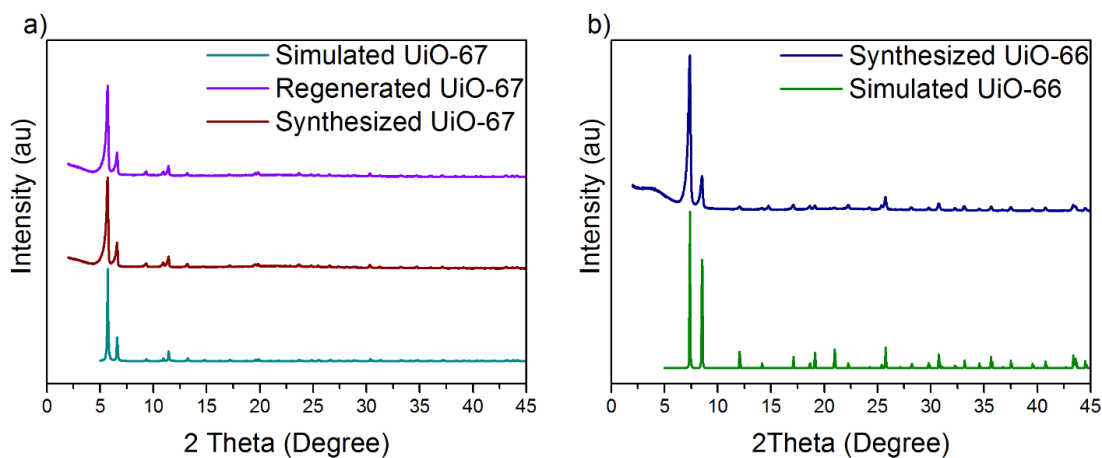 a)
Simulated UiO-67
Regenerated UiO-67
Synthesized UiO-67
Intensity (au)
0 5 10 15 20 25 30 35 40 45
2 Theta (Degree)
b)
Synthesized UiO-66
Simulated UiO-66
Intensity (au)
0 5 10 15 20 25 30 35 40 45
2Theta (Degree)